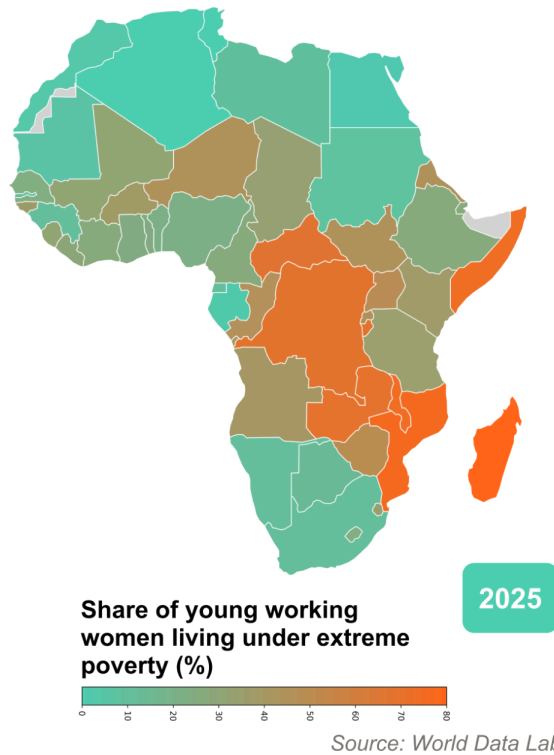 2025
Share of young working
women living under extreme
poverty (%)
0 10 20 30 40 50 60 70 80
Source: World Data Lab